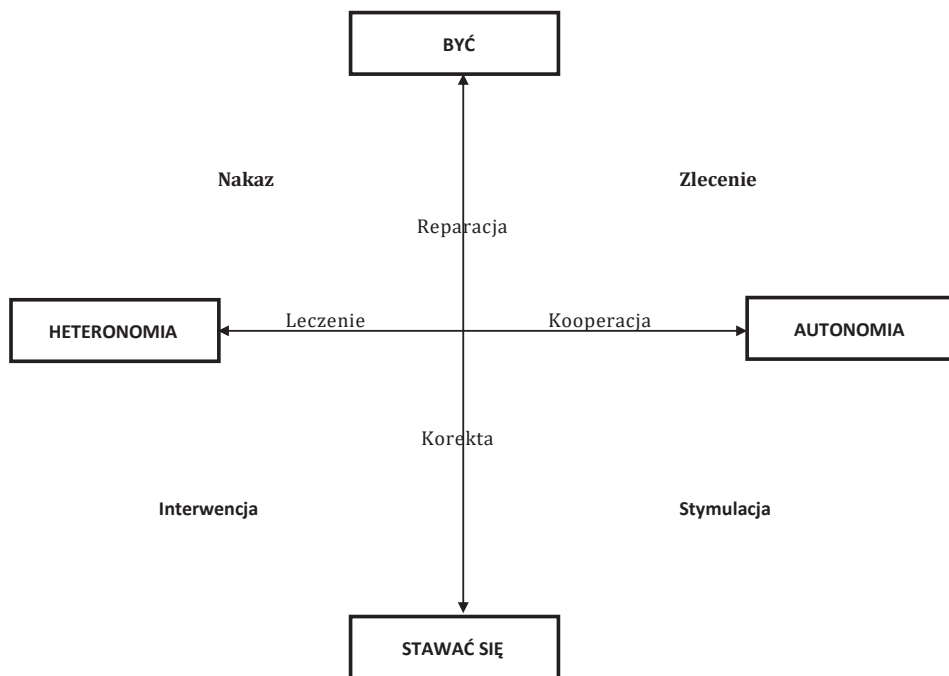 BYĆ
Nakaz
Zlecenie
Reparacja
HETERONOMIA
Leczenie
Kooperacja
AUTONOMIA
Korekta
Interwencja
Stymulacja
STAWAĆ SIĘ